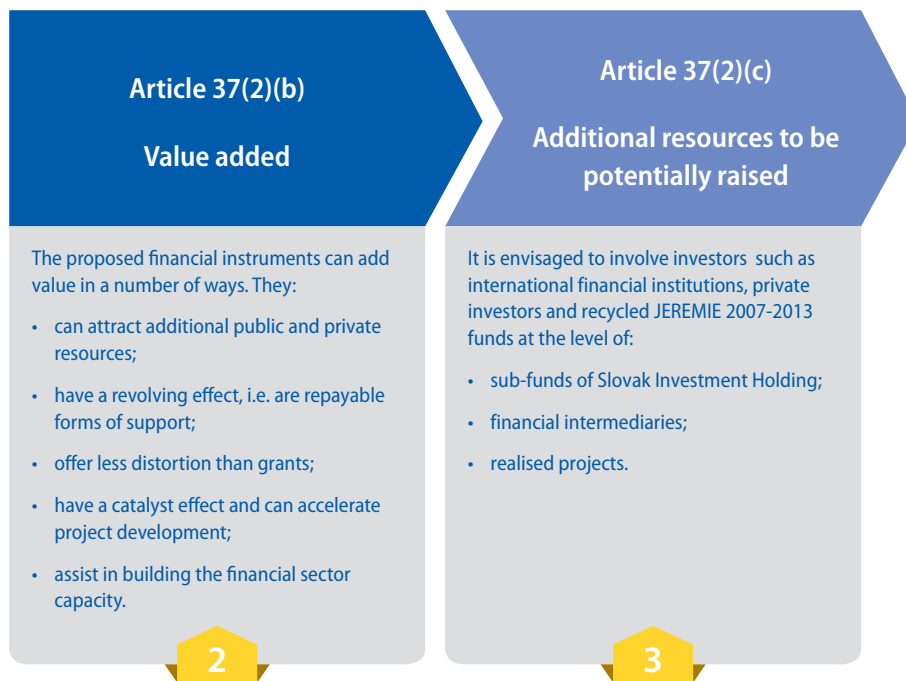 Article 37(2)(b)
Value added
The proposed financial instruments can add
value in a number of ways. They:
• can attract additional public and private
resources;
• have a revolving effect, i.e. are repayable
forms of support;
• offer less distortion than grants;
• have a catalyst effect and can accelerate
project development;
• assist in building the financial sector
capacity.
2
Article 37(2)(c)
Additional resources to be
potentially raised
It is envisaged to involve investors such as
international financial institutions, private
investors and recycled JEREMIE 2007-2013
funds at the level of:
• sub-funds of Slovak Investment Holding;
• financial intermediaries;
• realised projects.
3